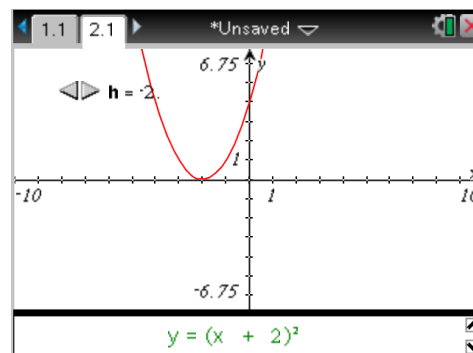 1.1 2.1 *Unsaved
6.75 y
h = -2.
1
x
-10 1 10
-6.75
y = (x + 2)²